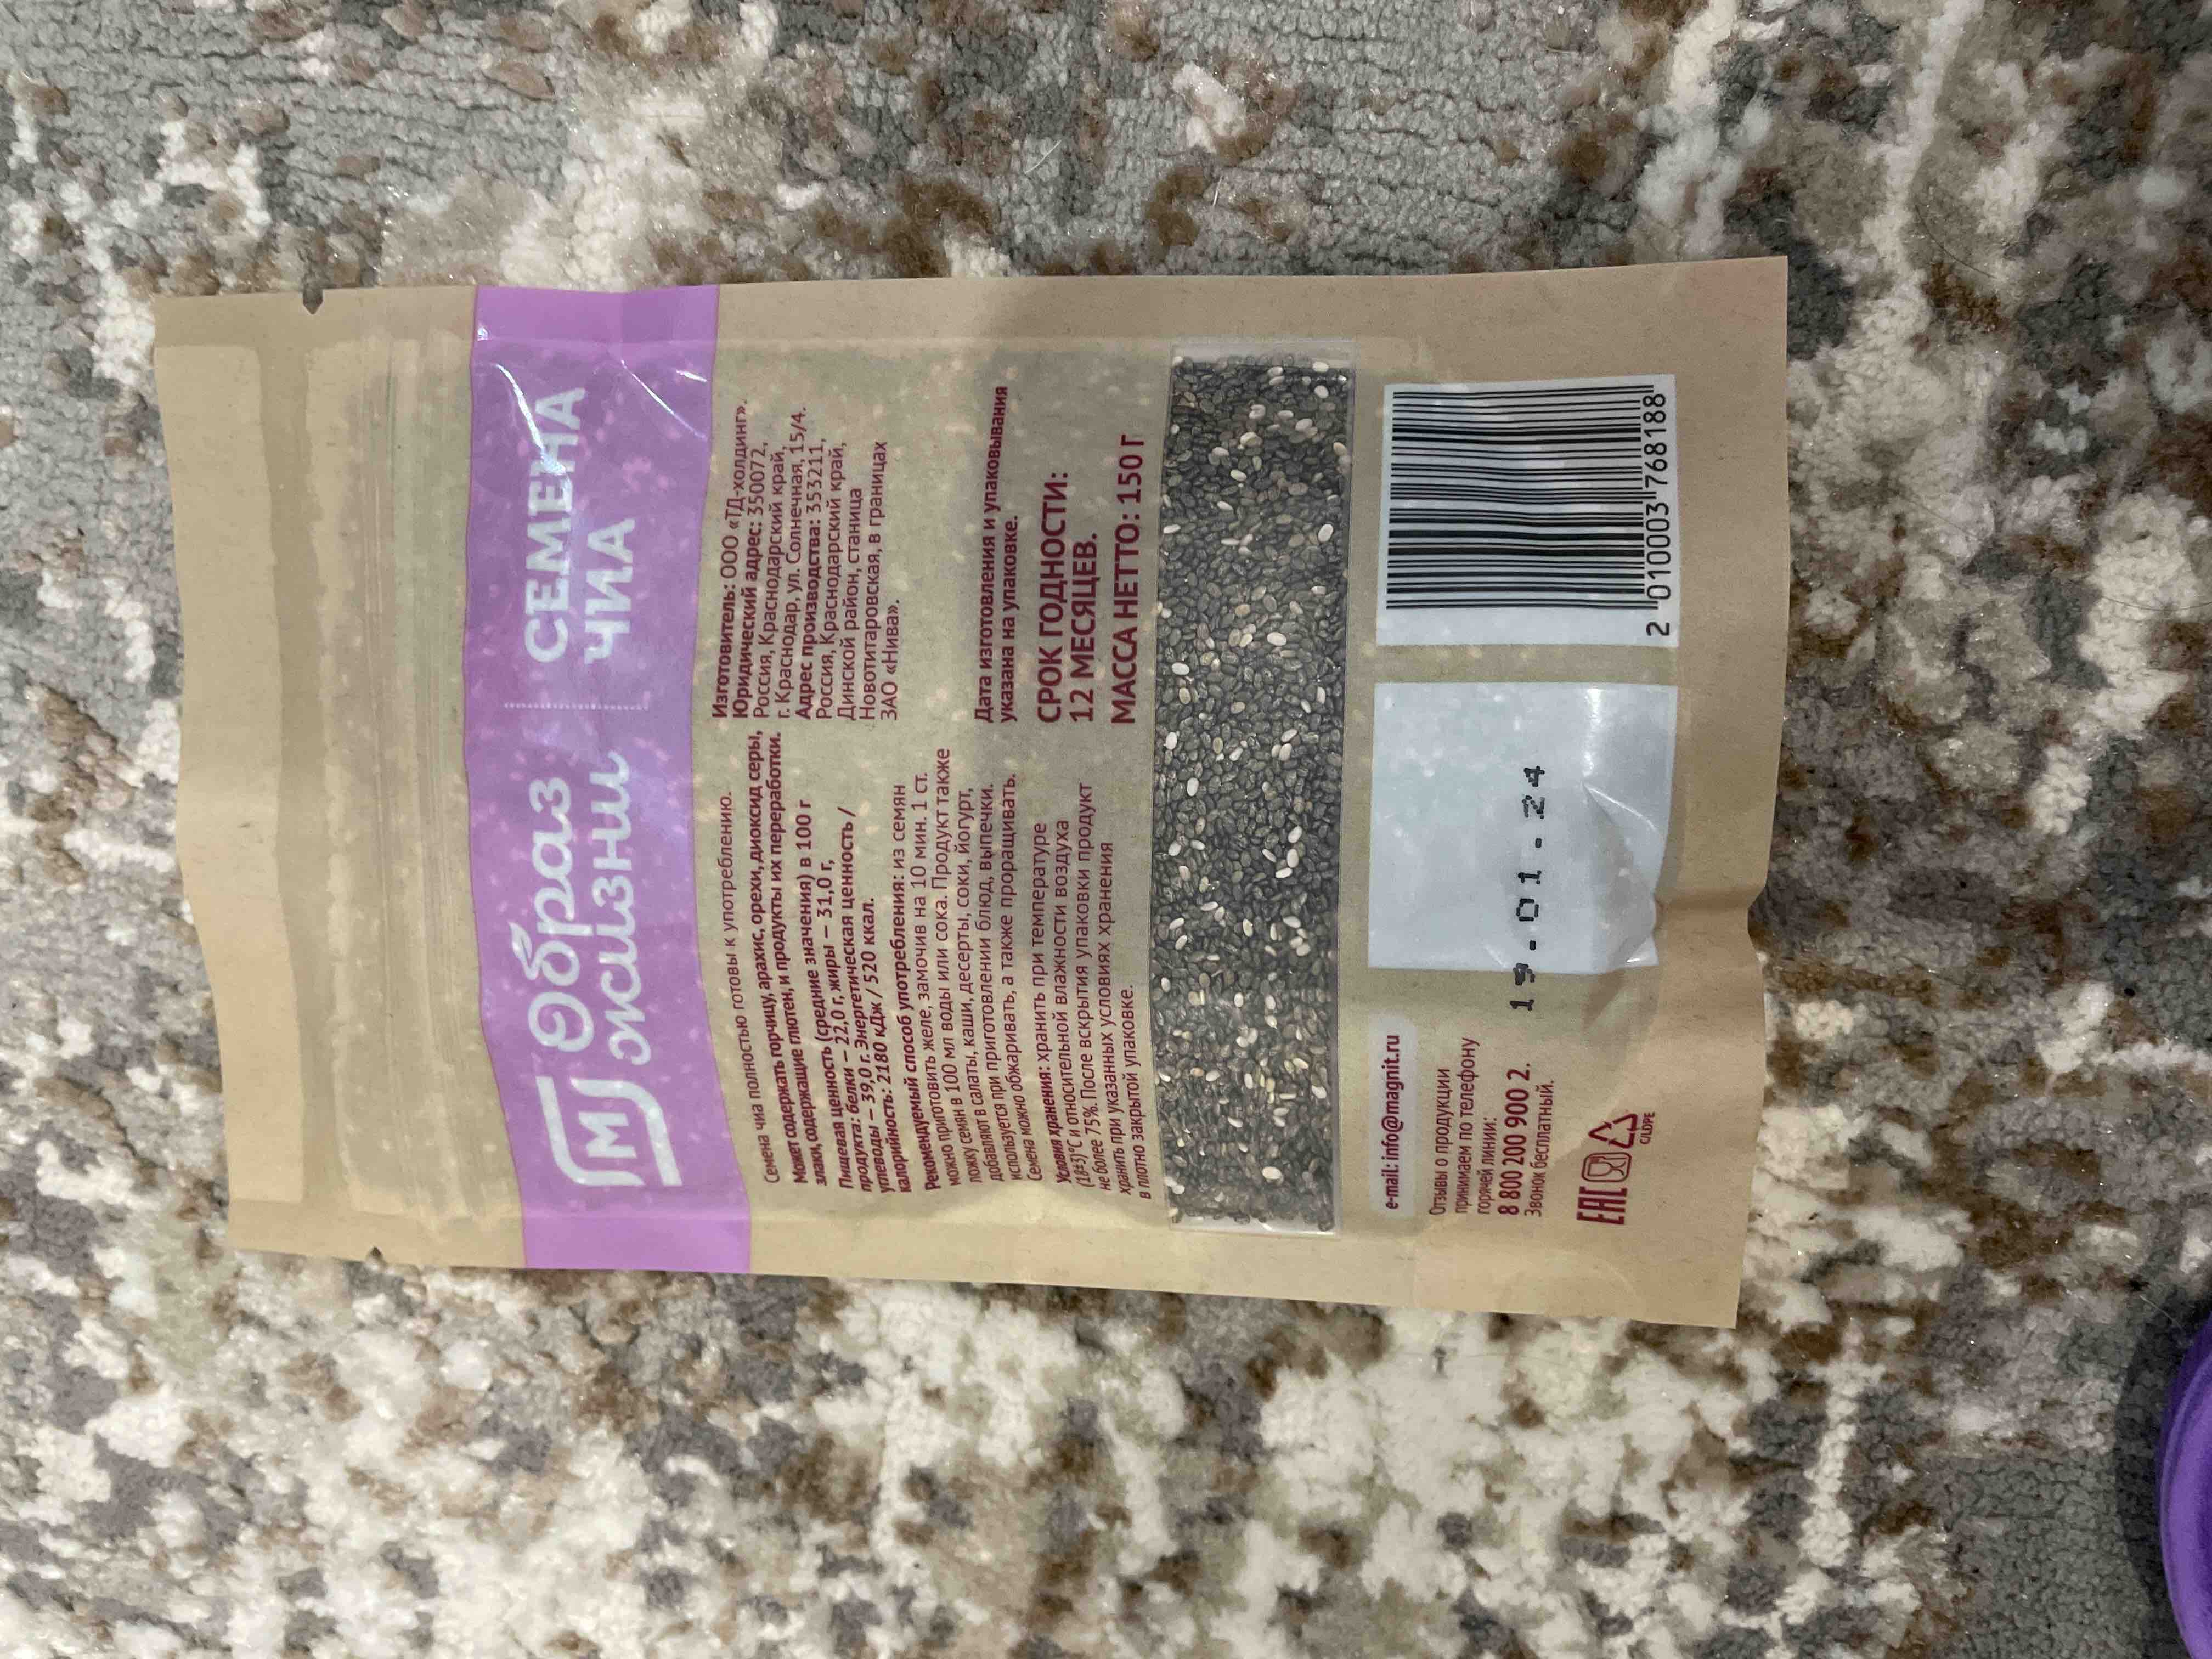 М Образ
жизни
СЕМЕНА
ЧИА
Семена чиа полностью готовы к употреблению.
Может содержать горчицу, арахис, орехи, диоксид серы,
злаки, содержащие глютен, и продукты их переработки.
Пищевая ценность (средние значения) в 100 г
продукта: белки – 22,0 г, жиры – 31,0 г,
углеводы – 39,0 г. Энергетическая ценность /
калорийность: 2180 кДж / 520 ккал.
Рекомендуемый способ употребления: из семян
можно приготовить желе, замочив на 10 мин. 1 ст.
ложку семян в 100 мл воды или сока. Продукт также
добавляют в салаты, каши, десерты, соки, йогурт,
используется при приготовлении блюд, выпечки.
Семена можно обжаривать, а также проращивать.
Условия хранения: хранить при температуре
(18±3)°С и относительной влажности воздуха
не более 75%. После вскрытия упаковки продукт
хранить при указанных условиях хранения
в плотно закрытой упаковке.
Изготовитель: ООО «ТД-холдинг».
Юридический адрес: 350072,
Россия, Краснодарский край,
г. Краснодар, ул. Солнечная, 15/4.
Адрес производства: 353211,
Россия, Краснодарский край,
Динской район, станица
Новотитаровская, в границах
ЗАО «Нива».
Дата изготовления и упаковывания
указана на упаковке.
СРОК ГОДНОСТИ:
12 МЕСЯЦЕВ.
МАССА НЕТТО: 150 Г
e-mail: info@magnit.ru
Отзывы о продукции
принимаем по телефону
горячей линии:
8 800 200 900 2.
Звонок бесплатный.
EAC
C/LDPE
19.01.24
2 010003 768188